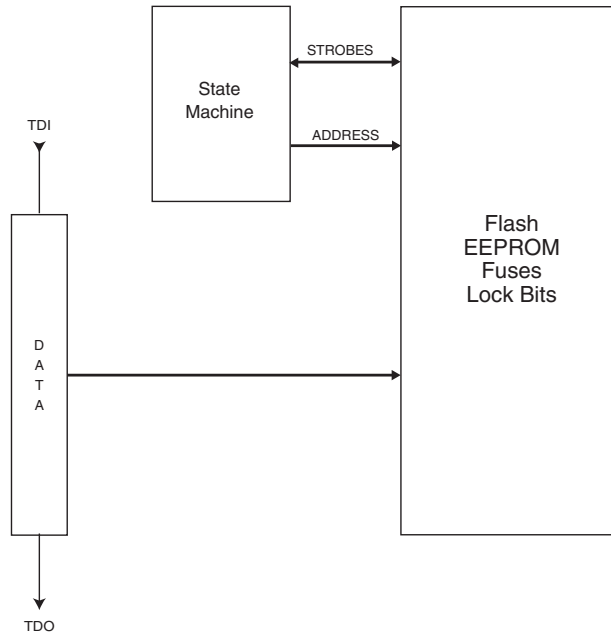 STROBES
State
Machine
ADDRESS
TDI
Flash
EEPROM
Fuses
Lock Bits
D
A
T
A
TDO